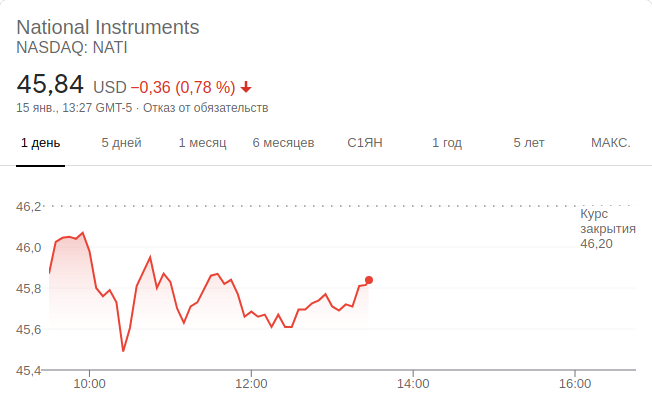 National Instruments
NASDAQ: NATI
45,84 USD −0,36 (0,78 %)
15 янв., 13:27 GMT-5 · Отказ от обязательств
1 день 5 дней 1 месяц 6 месяцев С1ЯН 1 год 5 лет МАКС.
46,2
Курс
закрытия
46,20
46,0
45,8
45,6
45,4
10:00 12:00 14:00 16:00